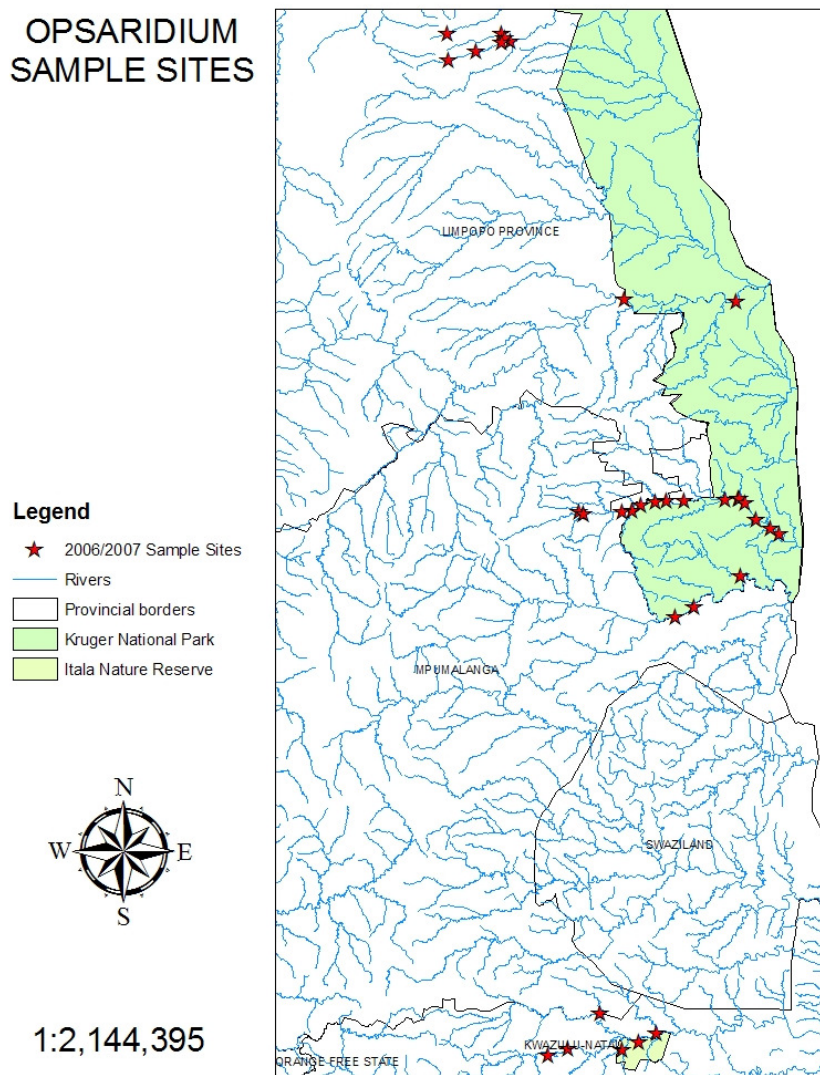 OPSARIDIUM
SAMPLE SITES
LIMPOPO PROVINCE
Legend
2006/2007 Sample Sites
Rivers
Provincial borders
Kruger National Park
Itala Nature Reserve
MPUMALANGA
N
W
E
S
SWAZILAND
1:2,144,395
KWAZULU-NATAL
ORANGE FREE STATE